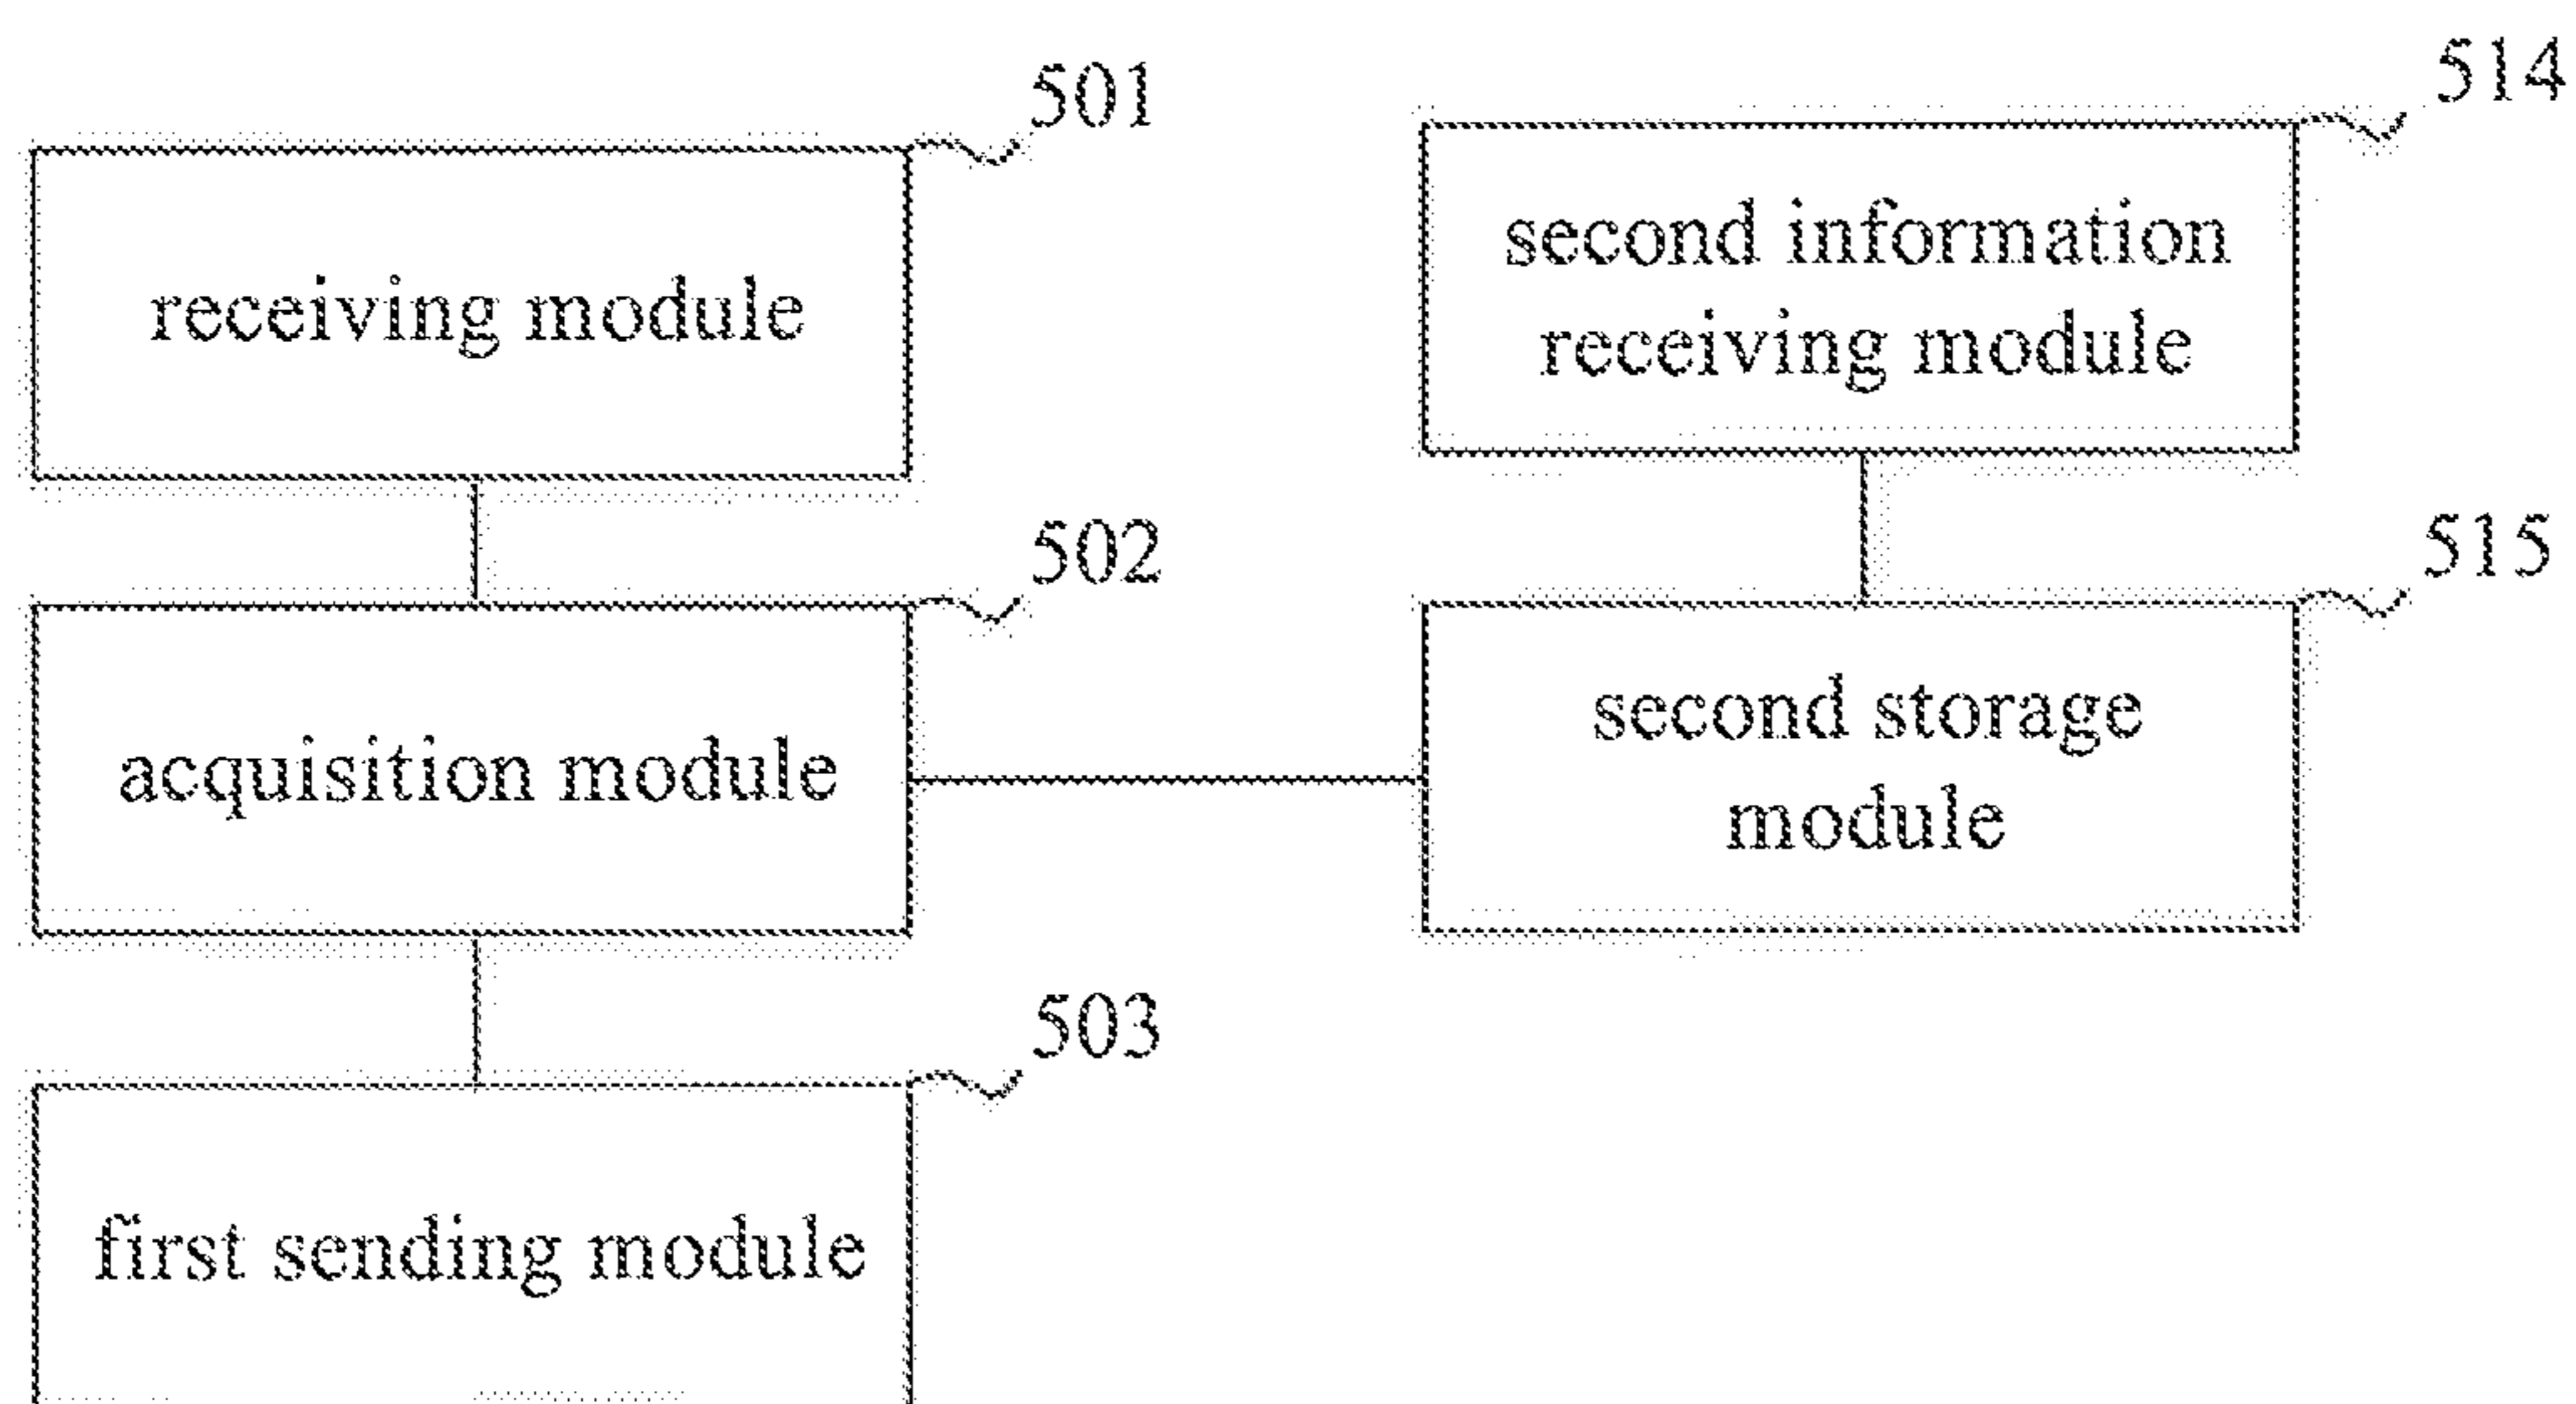 501
receiving module
502
acquisition module
503
first sending module
514
second information
receiving module
515
second storage
module